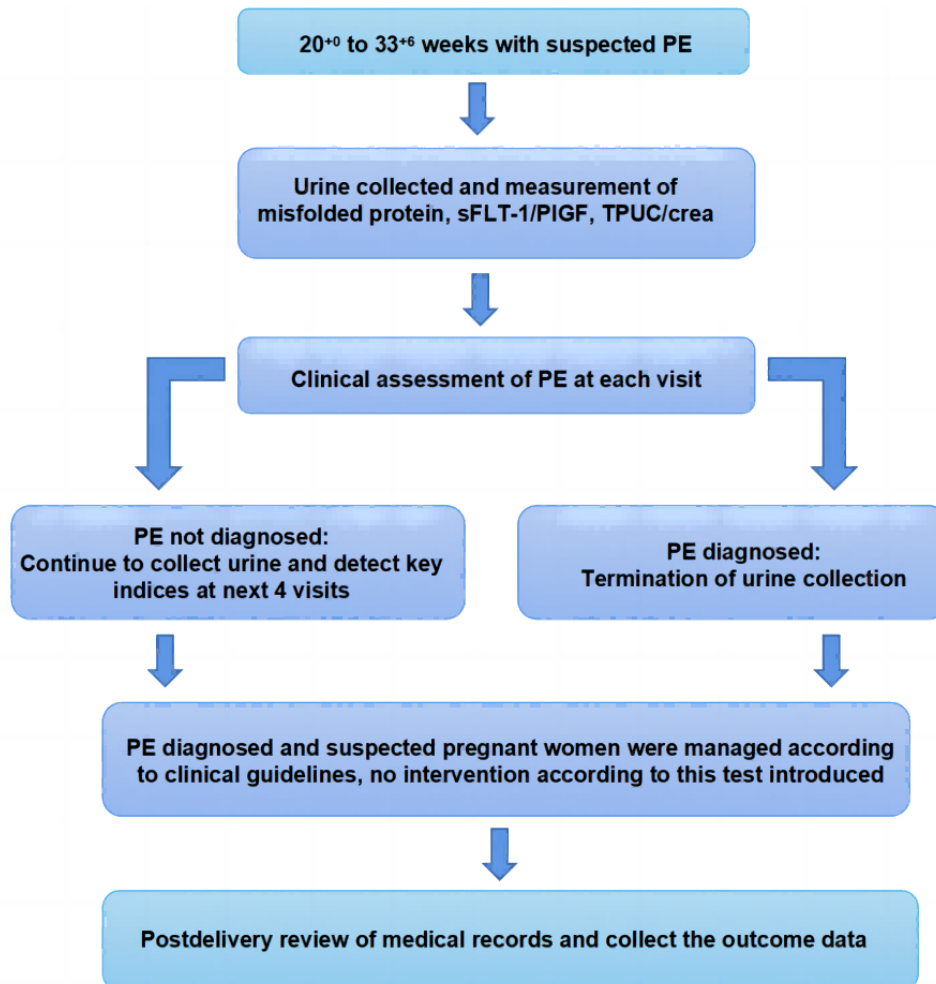 20⁺⁰ to 33⁺⁶ weeks with suspected PE
Urine collected and measurement of
misfolded protein, sFLT-1/PIGF, TPUC/crea
Clinical assessment of PE at each visit
PE not diagnosed:
Continue to collect urine and detect key
indices at next 4 visits
PE diagnosed:
Termination of urine collection
PE diagnosed and suspected pregnant women were managed according
to clinical guidelines, no intervention according to this test introduced
Postdelivery review of medical records and collect the outcome data